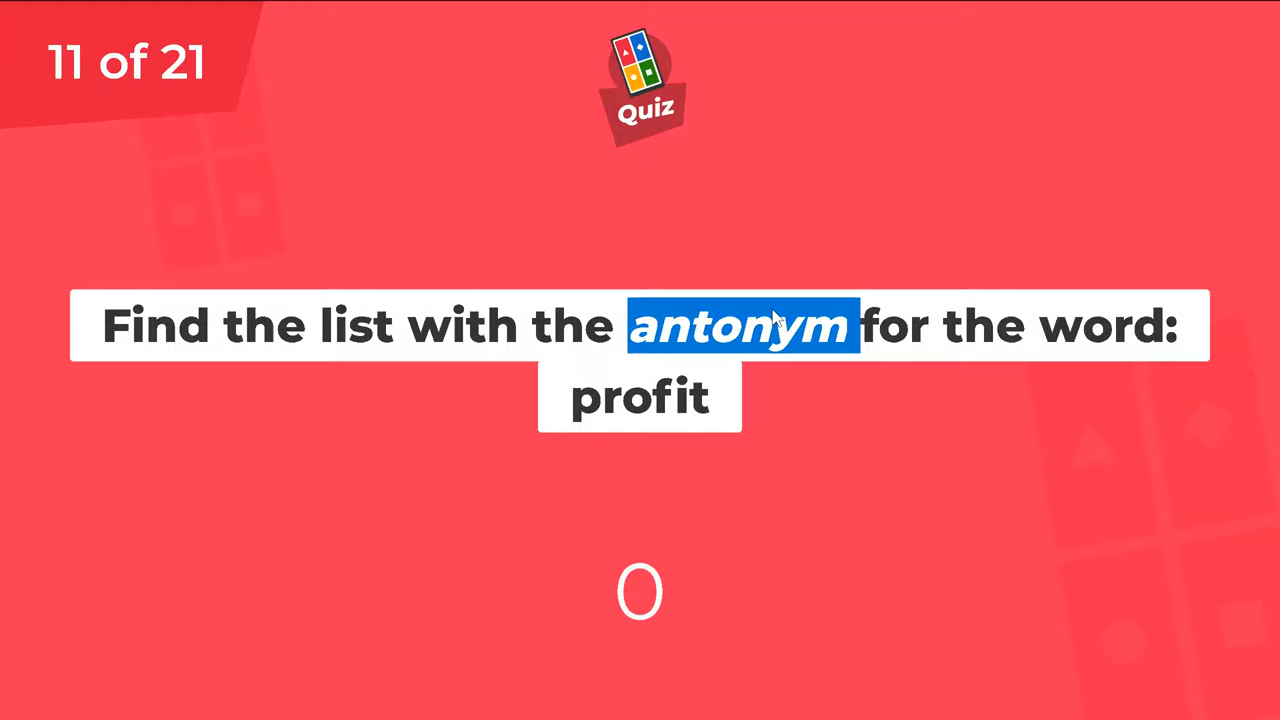 11 of 21
Quiz
Find the list with the antonym for the word:
profit
0